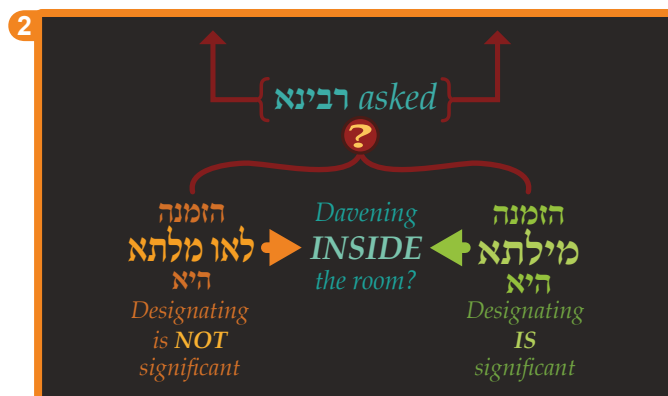 2
רבינא asked
?
הזמנה
מילתא
היא
Designating
IS
significant
Davening
INSIDE
the room?
הזמנה
לאו מלתא
היא
Designating
is NOT
significant